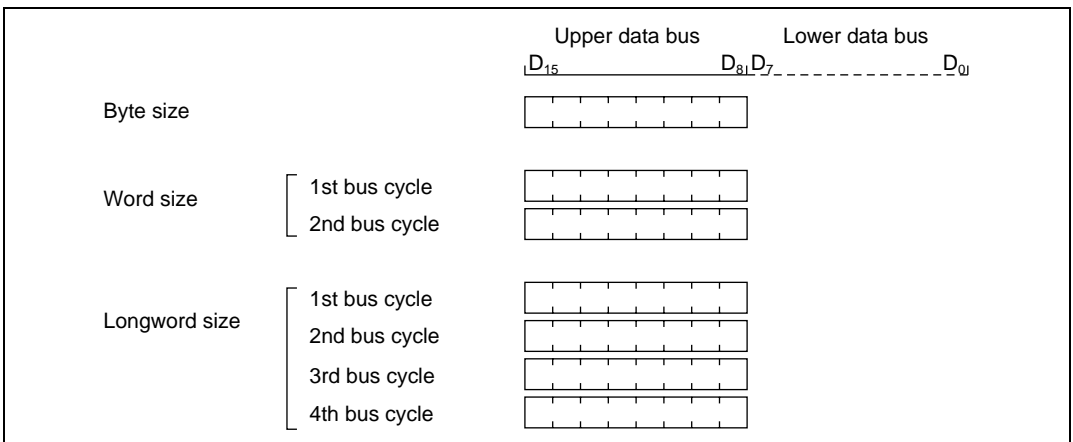 Upper data bus Lower data bus
D15 D8 D7 D0
Byte size
Word size
1st bus cycle
2nd bus cycle
Longword size
1st bus cycle
2nd bus cycle
3rd bus cycle
4th bus cycle